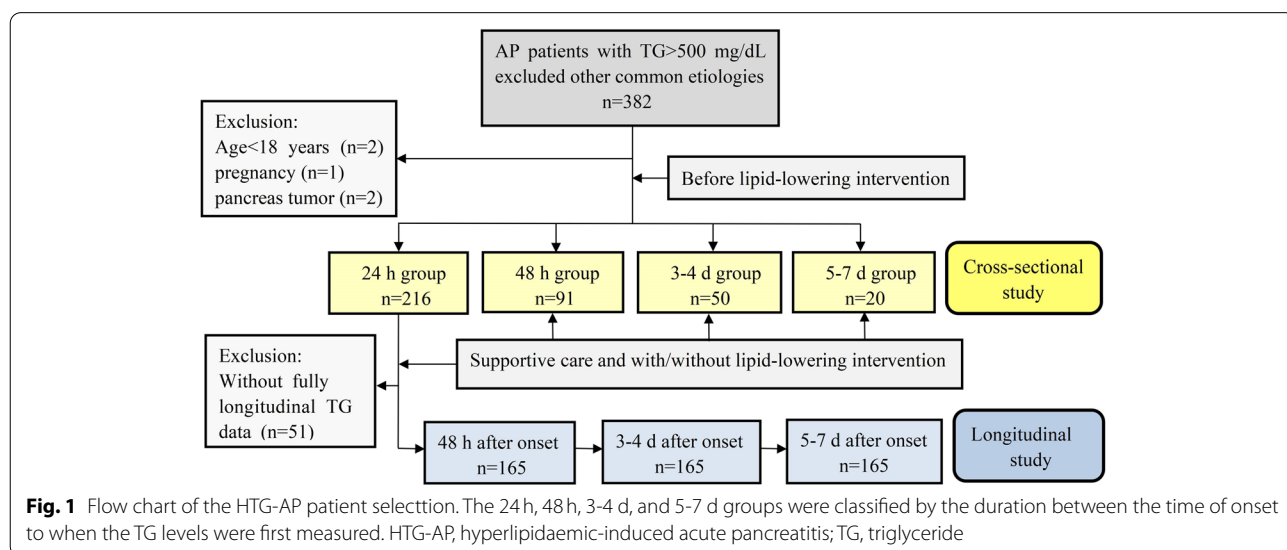 AP patients with TG>500 mg/dL
excluded other common etiologies
n=382
Exclusion:
Age<18 years (n=2)
pregnancy (n=1)
pancreas tumor (n=2)
Before lipid-lowering intervention
24 h group
n=216
48 h group
n=91
3-4 d group
n=50
5-7 d group
n=20
Cross-sectional
study
Exclusion:
Without fully
longitudinal TG
data (n=51)
Supportive care and with/without lipid-lowering intervention
48 h after onset
n=165
3-4 d after onset
n=165
5-7 d after onset
n=165
Longitudinal
study
Fig. 1 Flow chart of the HTG-AP patient selecttion. The 24 h, 48 h, 3-4 d, and 5-7 d groups were classified by the duration between the time of onset
to when the TG levels were first measured. HTG-AP, hyperlipidaemic-induced acute pancreatitis; TG, triglyceride